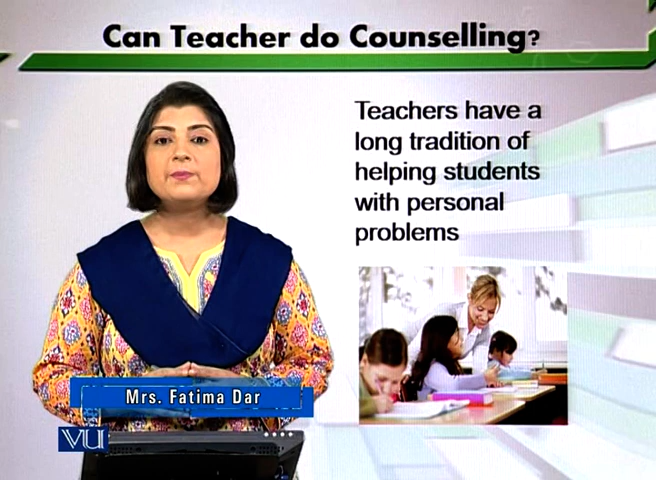 Can Teacher do Counselling?
Teachers have a
long tradition of
helping students
with personal
problems
Mrs. Fatima Dar
VU